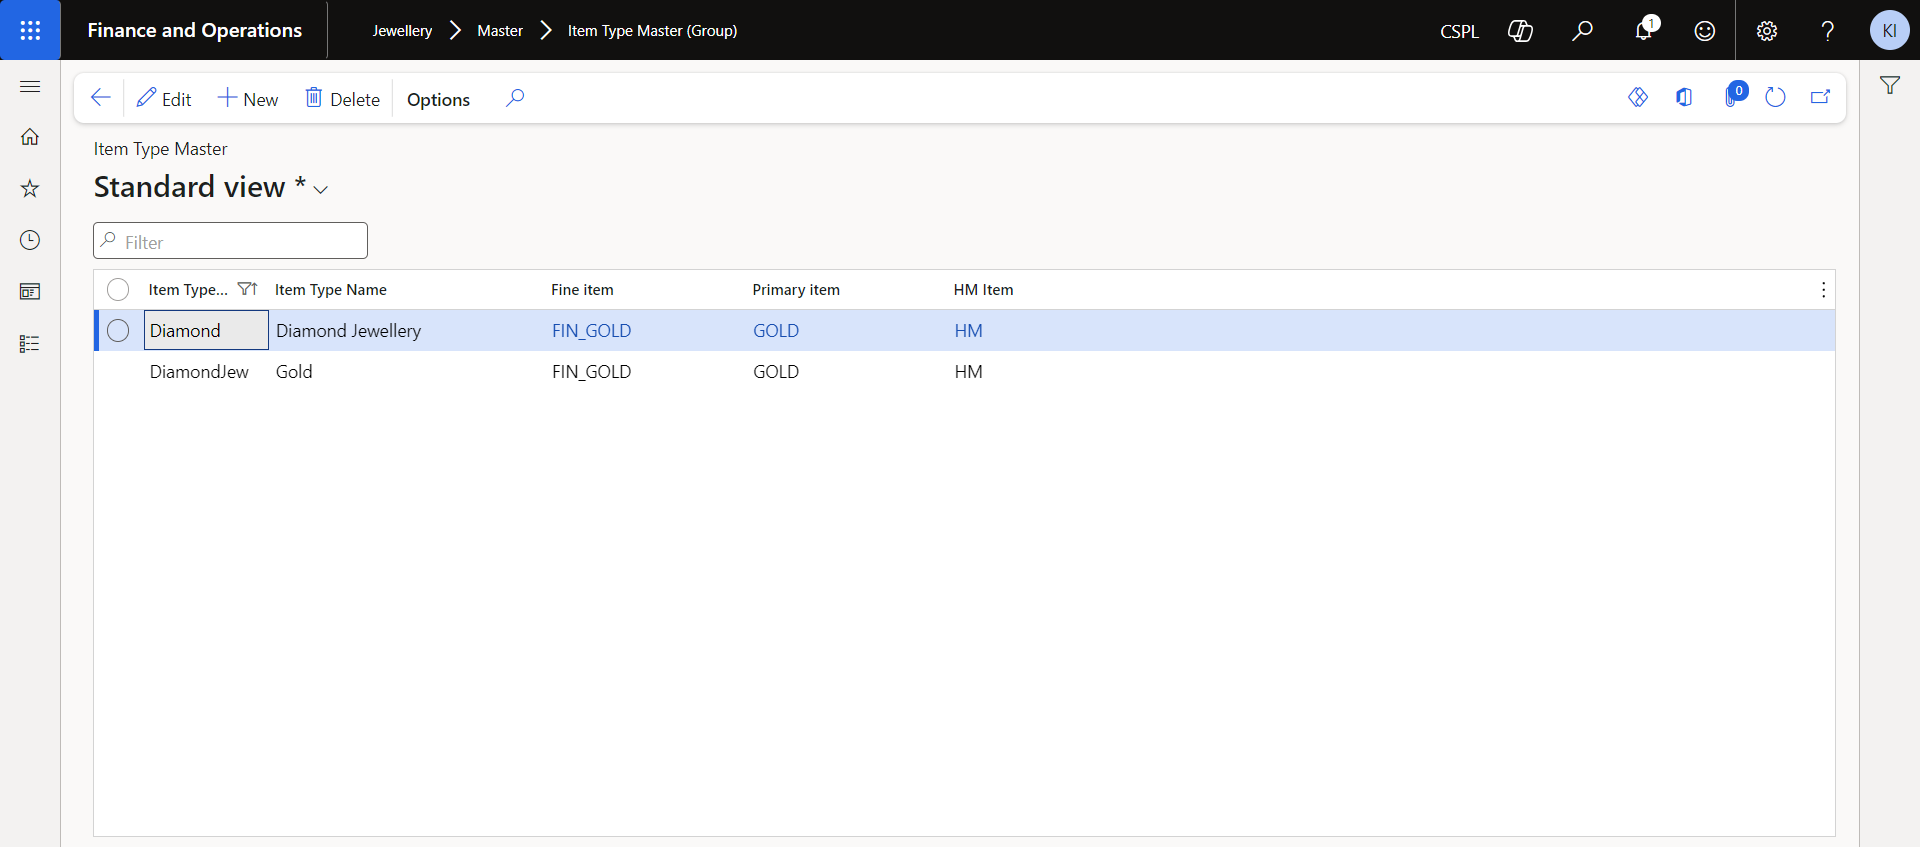 Finance and Operations
Jewellery > Master > Item Type Master (Group)
CSPL
1
?
KI
Edit
New
Delete
Options
0
Item Type Master
Standard view *
Filter
Item Type... Item Type Name Fine item Primary item HM Item
Diamond Diamond Jewellery FIN_GOLD GOLD HM
DiamondJew Gold FIN_GOLD GOLD HM